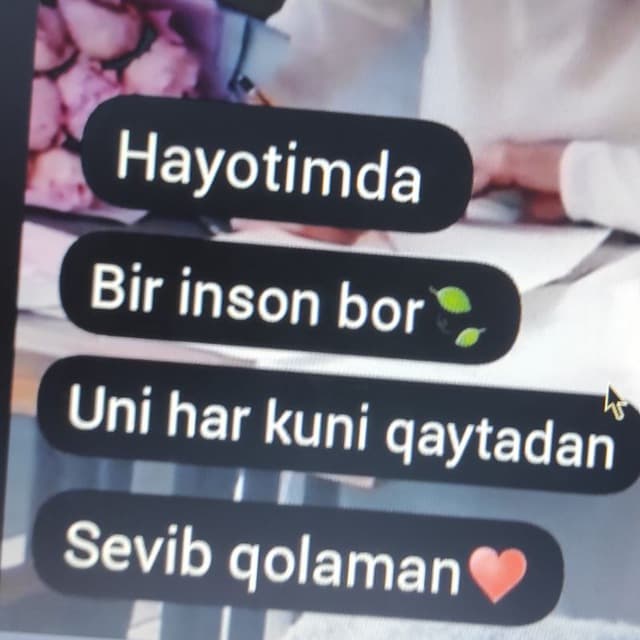 Hayotimda
Bir inson bor🍃
Uni har kuni qaytadan
Sevib qolaman❤️